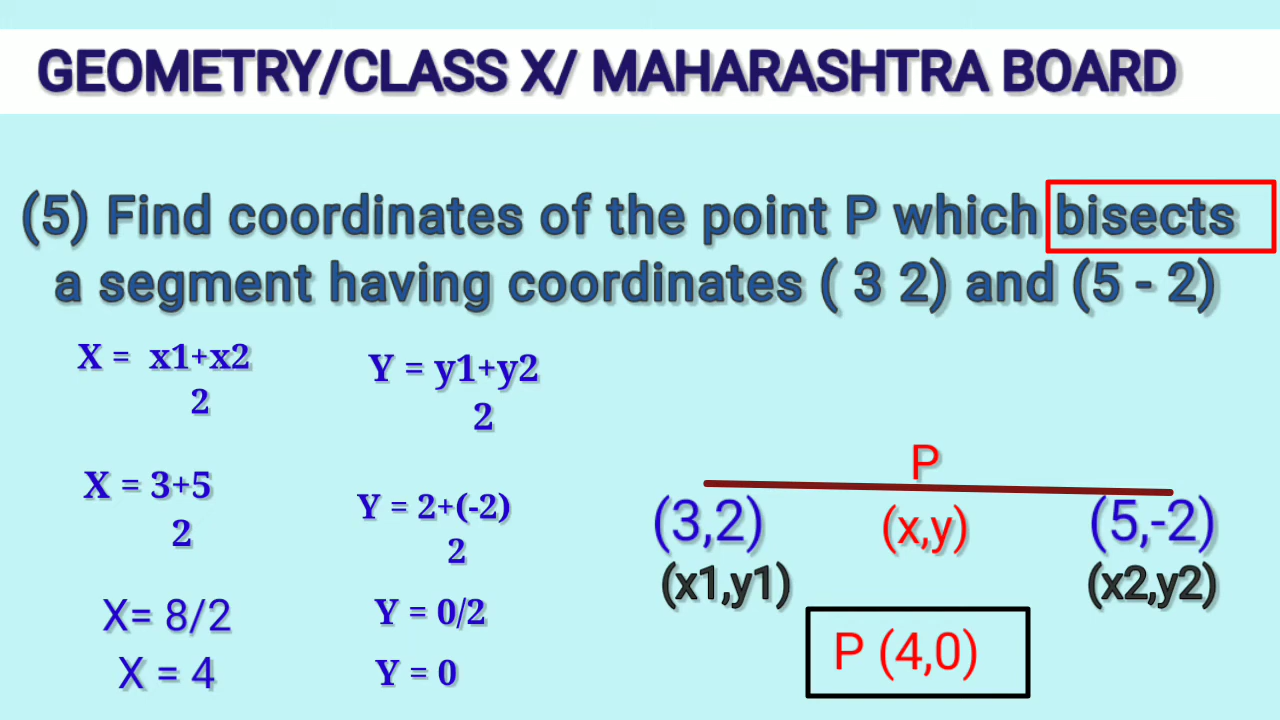 GEOMETRY/CLASS X/ MAHARASHTRA BOARD
(5) Find coordinates of the point P which bisects
a segment having coordinates ( 3 2) and (5 - 2)
X = x1+x2
2
Y = y1+y2
2
X = 3+5
2
Y = 2+(-2)
2
X= 8/2
Y = 0/2
X = 4
Y = 0
P
(3,2)
(x,y)
(5,-2)
(x1,y1)
(x2,y2)
P (4,0)